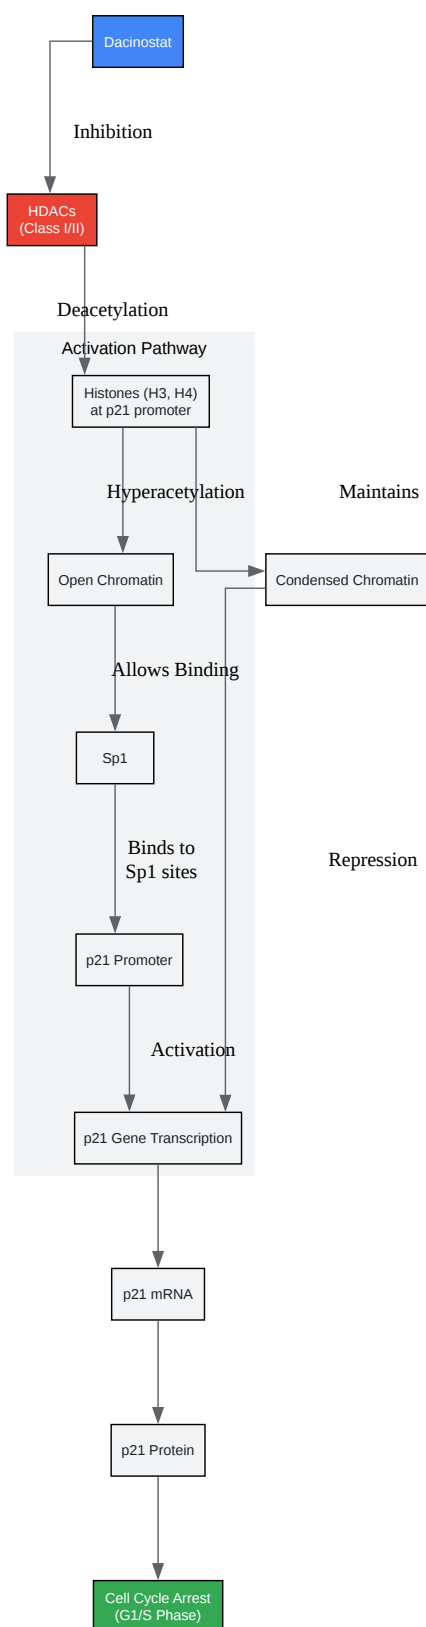 Dacinostat
Inhibition
HDACs
(Class I/II)
Deacetylation
Activation Pathway
Histones (H3, H4)
at p21 promoter
Hyperacetylation
Maintains
Open Chromatin
Condensed Chromatin
Allows Binding
Sp1
Binds to
Sp1 sites
Repression
p21 Promoter
Activation
p21 Gene Transcription
p21 mRNA
p21 Protein
Cell Cycle Arrest
(G1/S Phase)